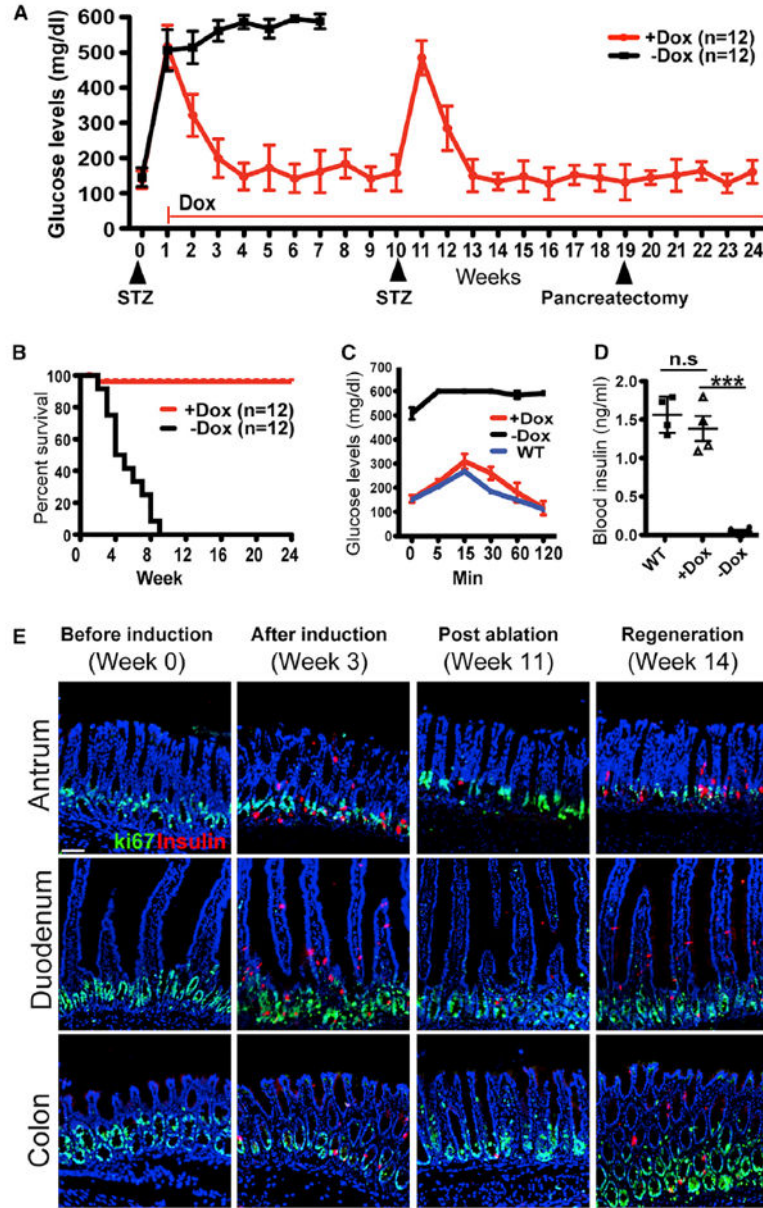 A
Glucose levels (mg/dl)
600
500
400
300
200
100
0
+Dox (n=12)
-Dox (n=12)
Dox
0 1 2 3 4 5 6 7 8 9 10 11 12 13 14 15 16 17 18 19 20 21 22 23 24
Weeks
STZ
STZ
Pancreatectomy
B
Percent survival
100
80
60
40
20
0
+Dox (n=12)
-Dox (n=12)
0 4 8 12 16 20 24
Week
C
Glucose levels (mg/dl)
700
600
500
400
300
200
100
0
+Dox
-Dox
WT
0 5 15 30 60 120
Min
D
Blood insulin (ng/ml)
n.s
***
2.0
1.5
1.0
0.5
0.0
WT
+Dox
-Dox
E
Before induction
(Week 0)
After induction
(Week 3)
Post ablation
(Week 11)
Regeneration
(Week 14)
Antrum
ki67Insulin
Duodenum
Colon